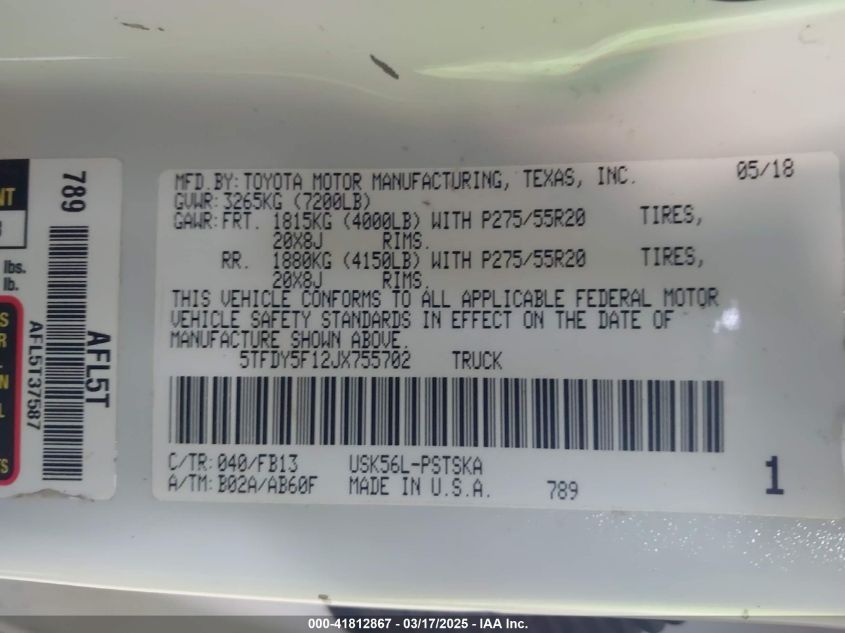 NT
lbs.
lb.
S
R
L
N
L
TS
789
AFL5T
AFL5T37587
MFD.BY:TOYOTA MOTOR MANUFACTURING, TEXAS, INC. 05/18
GVWR:3265KG (7200LB)
GAWR:FRT. 1815KG (4000LB) WITH P275/55R20 TIRES,
20X8J RIMS.
RR. 1880KG (4150LB) WITH P275/55R20 TIRES,
20X8J RIMS.
THIS VEHICLE CONFORMS TO ALL APPLICABLE FEDERAL MOTOR
VEHICLE SAFETY STANDARDS IN EFFECT ON THE DATE OF
MANUFACTURE SHOWN ABOVE.
5TFDY5F12JX755702 TRUCK
C/TR:040/FB13 USK56L-PSTSKA
A/TM:B02A/AB60F MADE IN U.S.A. 789 1
000-41812867 - 03/17/2025 - IAA Inc.